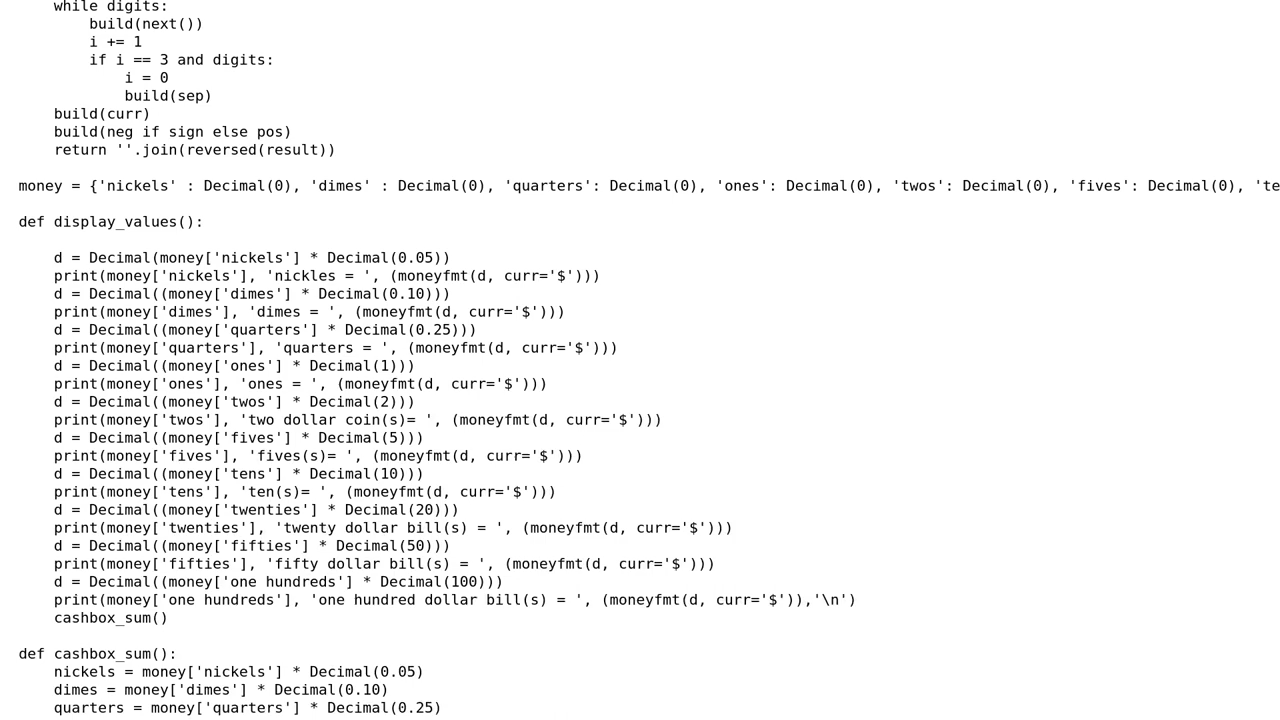 while digits:
build(next())
i += 1
if i == 3 and digits:
i = 0
build(sep)
build(curr)
build(neg if sign else pos)
return ''.join(reversed(result))
money = {'nickels' : Decimal(0), 'dimes' : Decimal(0), 'quarters': Decimal(0), 'ones': Decimal(0), 'twos': Decimal(0), 'fives': Decimal(0), 'te
def display_values():
d = Decimal(money['nickels'] * Decimal(0.05))
print(money['nickels'], 'nickles = ', (moneyfmt(d, curr='$')))
d = Decimal((money['dimes'] * Decimal(0.10)))
print(money['dimes'], 'dimes = ', (moneyfmt(d, curr='$')))
d = Decimal((money['quarters'] * Decimal(0.25)))
print(money['quarters'], 'quarters = ', (moneyfmt(d, curr='$')))
d = Decimal((money['ones'] * Decimal(1)))
print(money['ones'], 'ones = ', (moneyfmt(d, curr='$')))
d = Decimal((money['twos'] * Decimal(2)))
print(money['twos'], 'two dollar coin(s)= ', (moneyfmt(d, curr='$')))
d = Decimal((money['fives'] * Decimal(5)))
print(money['fives'], 'fives(s)= ', (moneyfmt(d, curr='$')))
d = Decimal((money['tens'] * Decimal(10)))
print(money['tens'], 'ten(s)= ', (moneyfmt(d, curr='$')))
d = Decimal((money['twenties'] * Decimal(20)))
print(money['twenties'], 'twenty dollar bill(s) = ', (moneyfmt(d, curr='$')))
d = Decimal((money['fifties'] * Decimal(50)))
print(money['fifties'], 'fifty dollar bill(s) = ', (moneyfmt(d, curr='$')))
d = Decimal((money['one hundreds'] * Decimal(100)))
print(money['one hundreds'], 'one hundred dollar bill(s) = ', (moneyfmt(d, curr='$')),'\n')
cashbox_sum()
def cashbox_sum():
nickels = money['nickels'] * Decimal(0.05)
dimes = money['dimes'] * Decimal(0.10)
quarters = money['quarters'] * Decimal(0.25)